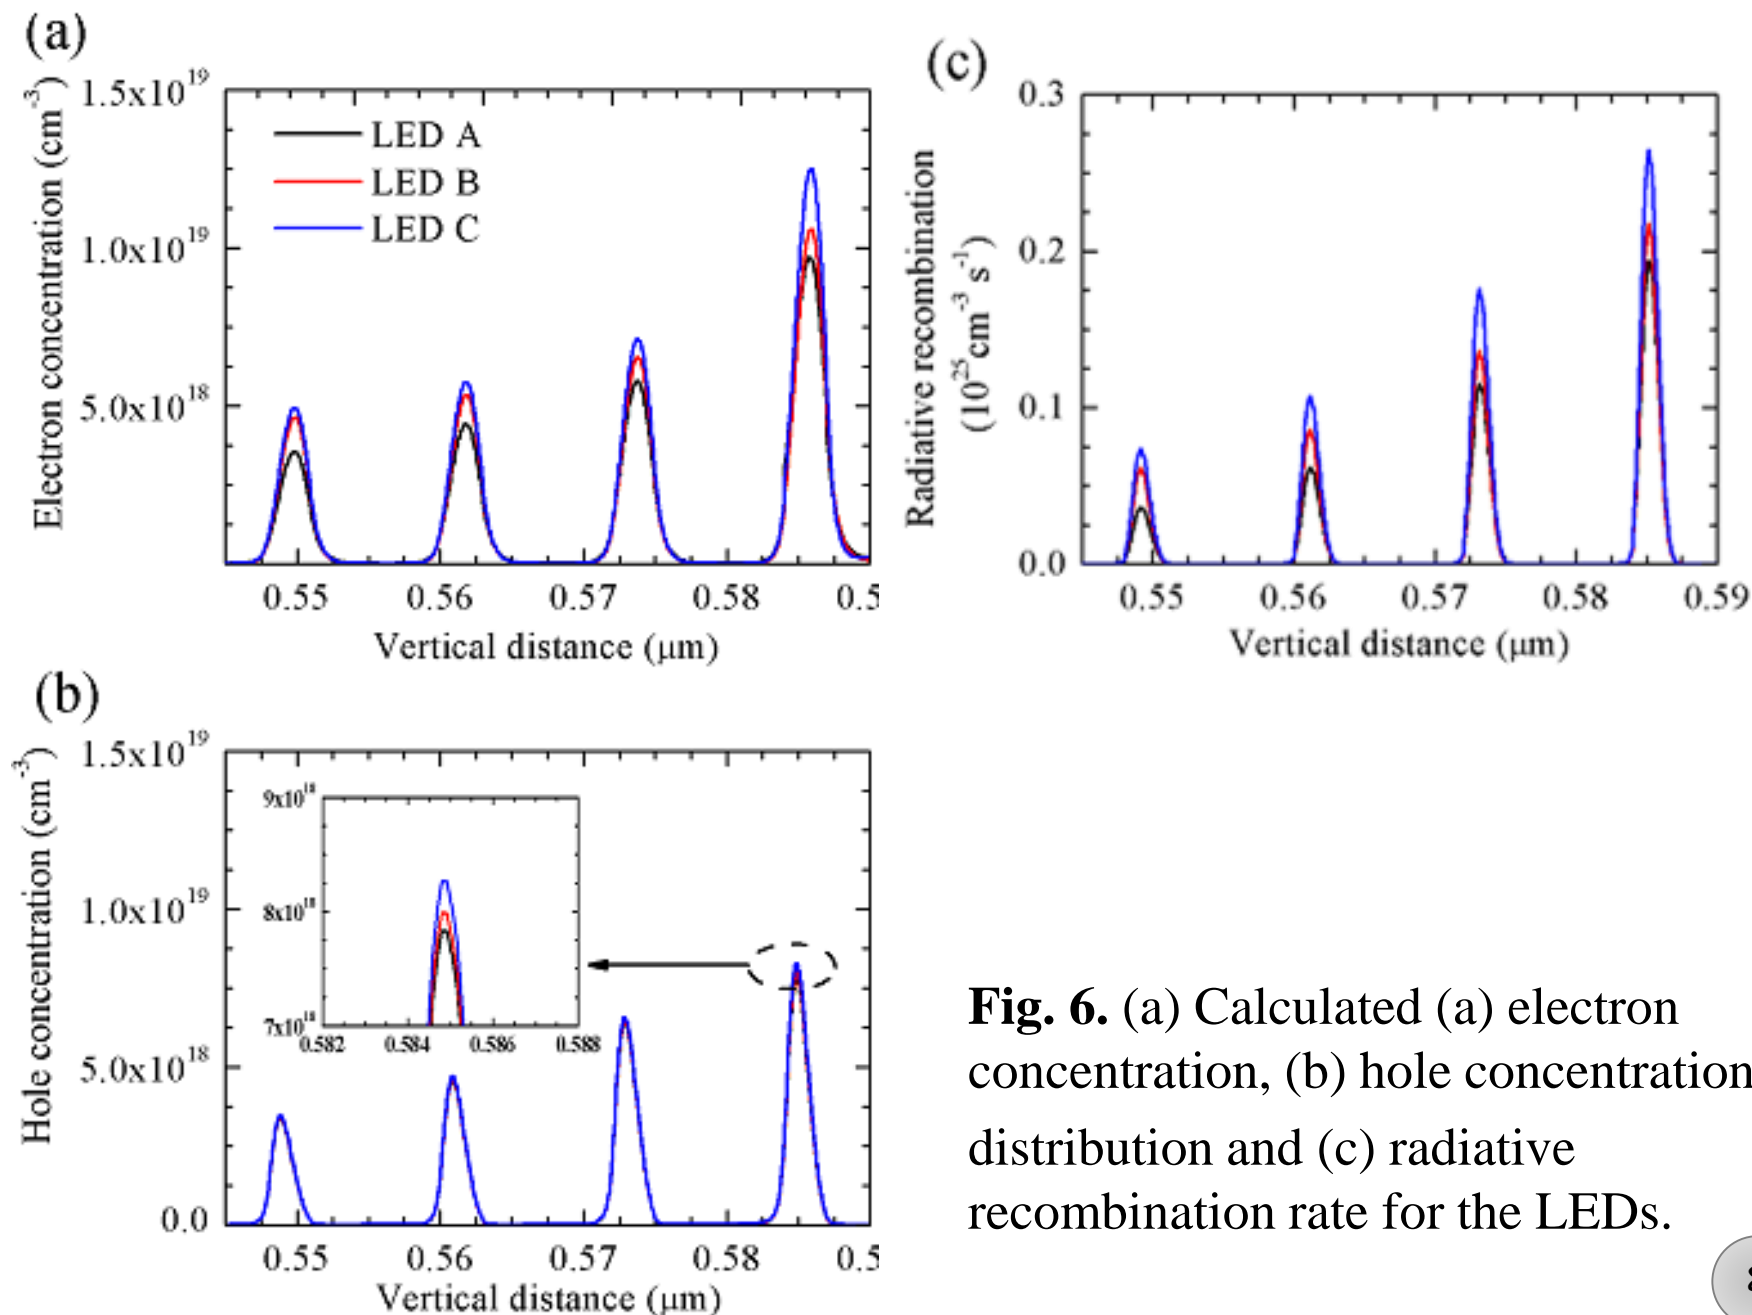 (a)
1.5x10^19
1.0x10^19
5.0x10^18
Electron concentration (cm^-3)
LED A
LED B
LED C
0.55 0.56 0.57 0.58 0.5
Vertical distance (μm)
(c)
0.3
0.2
0.1
0.0
Radiative recombination
(10^25 cm^-3 s^-1)
0.55 0.56 0.57 0.58 0.59
Vertical distance (μm)
(b)
1.5x10^19
1.0x10^19
5.0x10^18
0.0
Hole concentration (cm^-3)
9x10^18
8x10^18
7x10^18
0.582 0.584 0.586 0.588
0.55 0.56 0.57 0.58 0.5
Vertical distance (μm)
Fig. 6. (a) Calculated (a) electron
concentration, (b) hole concentration
distribution and (c) radiative
recombination rate for the LEDs.